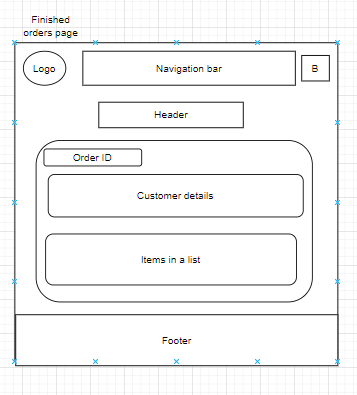 Finished
orders page
Logo
Navigation bar
B
Header
Order ID
Customer details
Items in a list
Footer